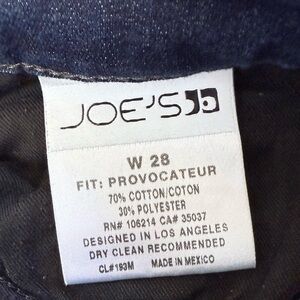 JOE'S
W 28
FIT: PROVOCATEUR
70% COTTON/COTON
30% POLYESTER
RN# 106214 CA# 35037
DESIGNED IN LOS ANGELES
DRY CLEAN RECOMMENDED
CL#193M MADE IN MEXICO